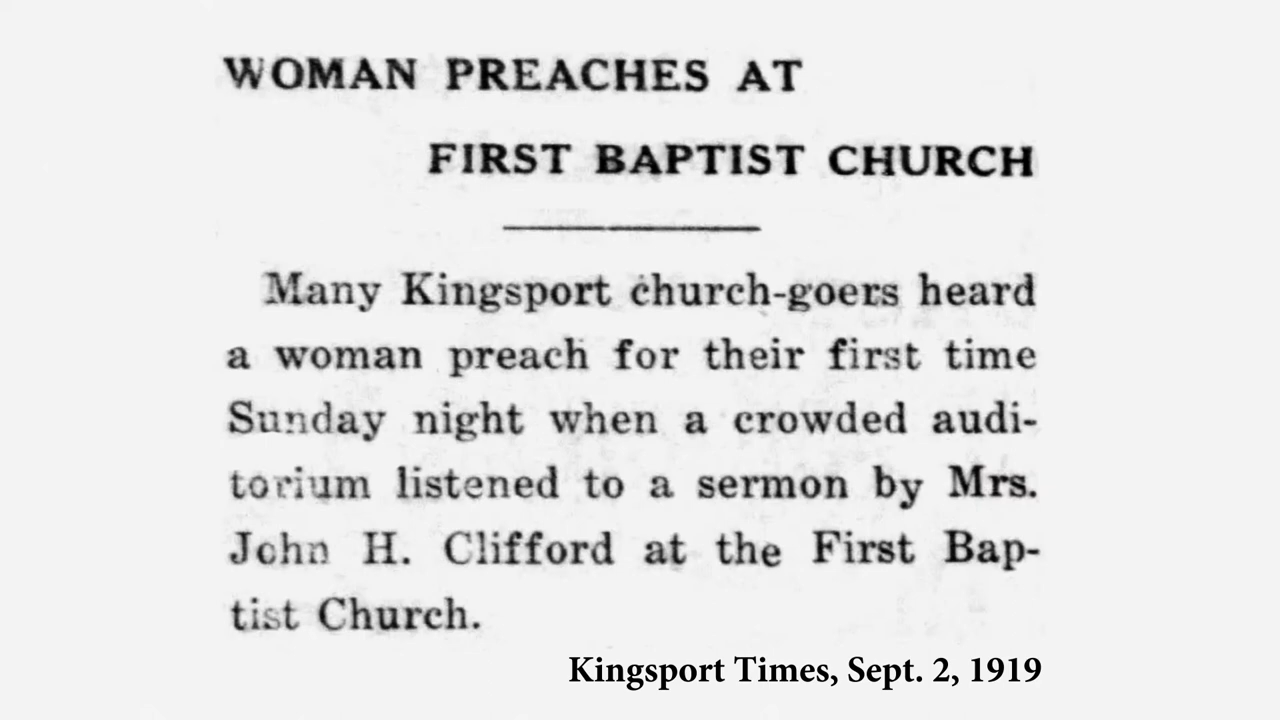 WOMAN PREACHES AT
FIRST BAPTIST CHURCH
Many Kingsport church-goers heard
a woman preach for their first time
Sunday night when a crowded audi-
torium listened to a sermon by Mrs.
John H. Clifford at the First Bap-
tist Church.
Kingsport Times, Sept. 2, 1919